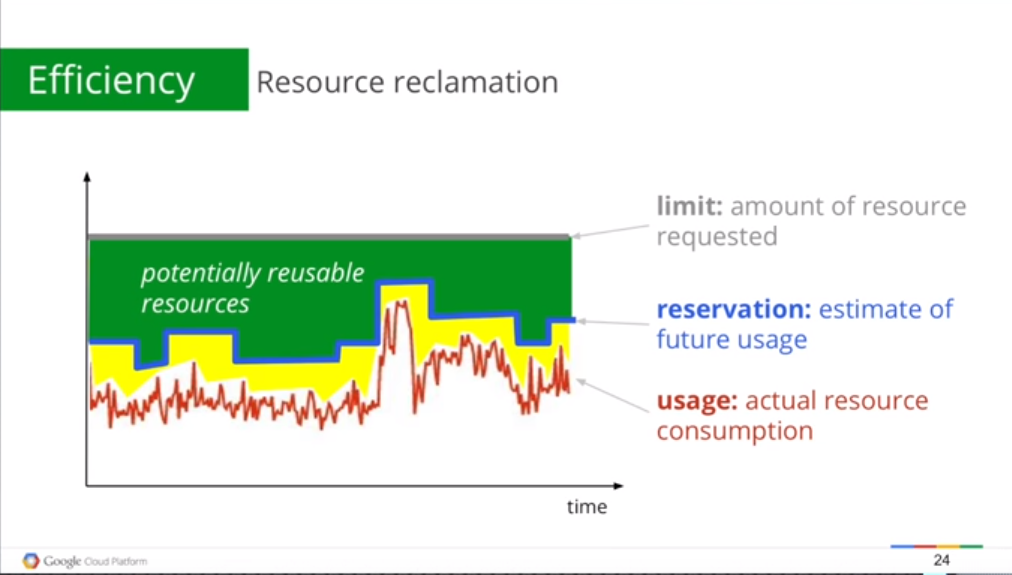 Efficiency
Resource reclamation
limit: amount of resource
requested
potentially reusable
resources
reservation: estimate of
future usage
usage: actual resource
consumption
time
Google Cloud Platform
24